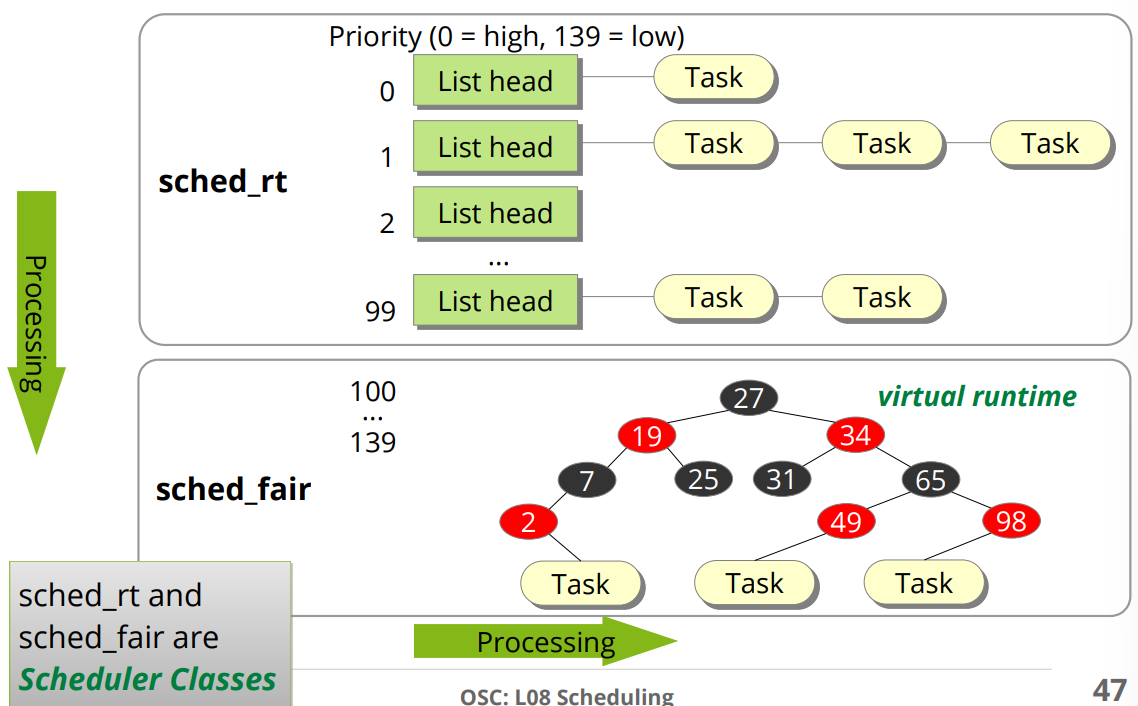 Priority (0 = high, 139 = low)
0 List head Task
1 List head Task Task Task
sched_rt
2 List head
...
99 List head Task Task
Processing
100
...
139
virtual runtime
27
19 34
7 25 31 65
2 49 98
sched_fair
Task Task Task
sched_rt and
sched_fair are
Scheduler Classes
Processing
OSC: L08 Scheduling
47